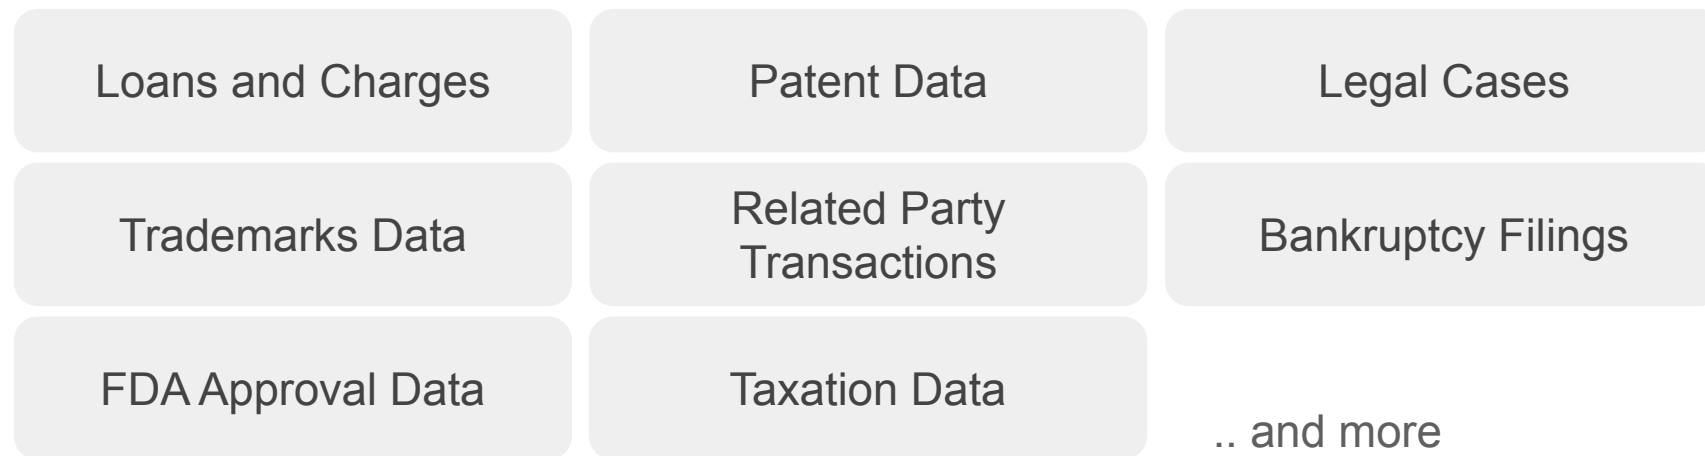 Loans and Charges
Patent Data
Legal Cases
Trademarks Data
Related Party
Transactions
Bankruptcy Filings
FDA Approval Data
Taxation Data
.. and more